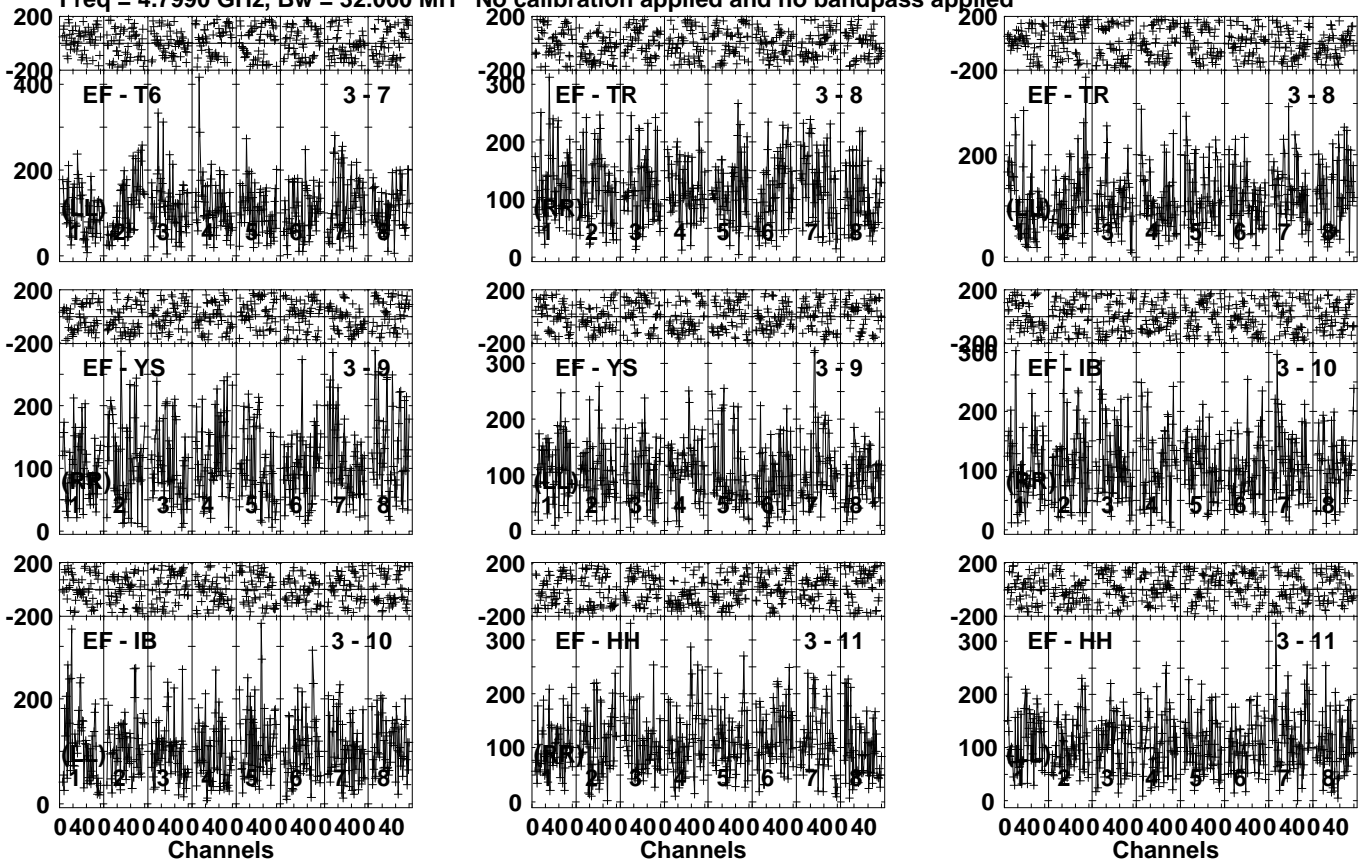 Freq = 4.7990 GHz, Bw = 32.000 MH No calibration applied and no bandpass applied
200 200 200
-200 -200 -200
400
EF - T6 3 - 7 EF - TR 3 - 8 EF - TR 3 - 8
300
200 200 200
100
(LL) (RR) (LL)
1 2 3 4 5 6 7 8 1 2 3 4 5 6 7 8 1 2 3 4 5 6 7 8
0 0 0
200 200 200
-200 -200 -200
300 300
EF - YS 3 - 9 EF - YS 3 - 9 EF - IB 3 - 10
200 200 200
100 100 100
(RR) (LL) (RR)
1 2 3 4 5 6 7 8 1 2 3 4 5 6 7 8 1 2 3 4 5 6 7 8
0 0 0
200 200 200
-200 -200 -200
EF - IB 3 - 10 EF - HH 3 - 11 EF - HH 3 - 11
300 300
200 200 200
100 100
(LL) (RR) (LL)
1 2 3 4 5 6 7 8 1 2 3 4 5 6 7 8 1 2 3 4 5 6 7 8
0 0 0
0 40 0 40 0 40 0 40 0 40 0 40 0 40 0 40 0 40 0 40 0 40 0 40 0 40 0 40 0 40 0 40 0 40 0 40 0 40 0 40 0 40 0 40 0 40 0 40
Channels Channels Channels